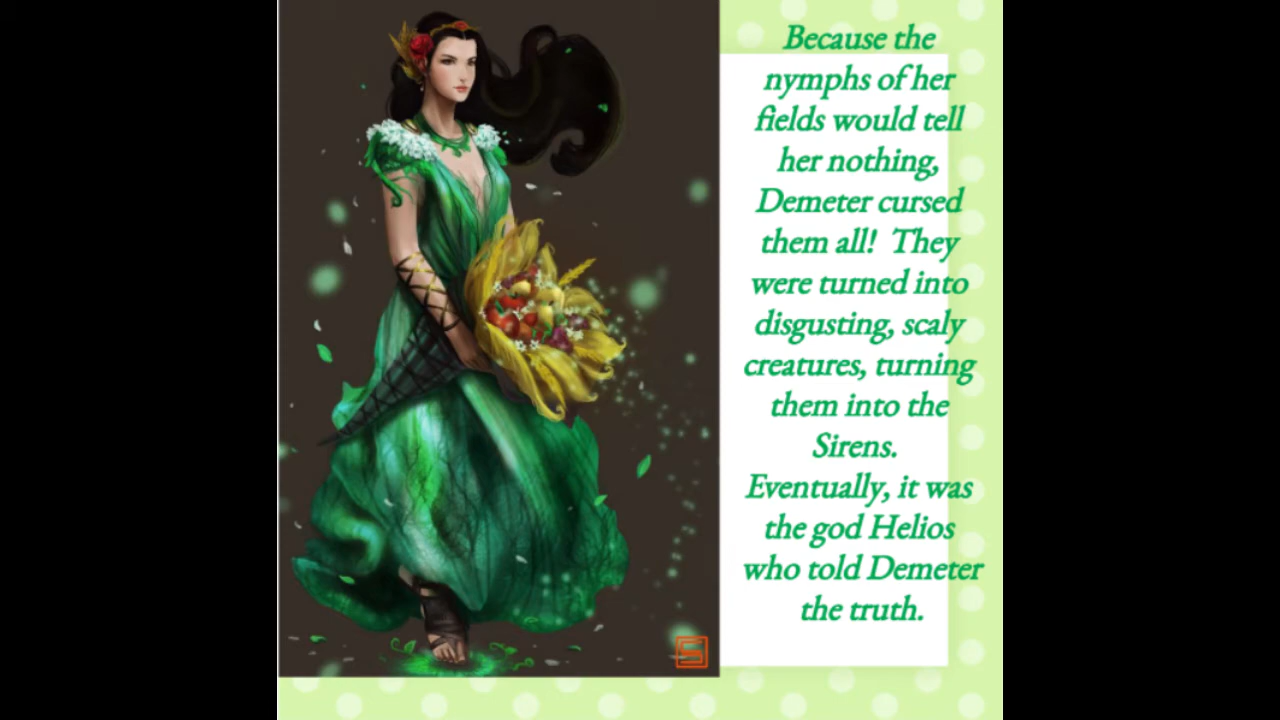 Because the
nymphs of her
fields would tell
her nothing,
Demeter cursed
them all!  They
were turned into
disgusting, scaly
creatures, turning
them into the
Sirens.
Eventually, it was
the god Helios
who told Demeter
the truth.